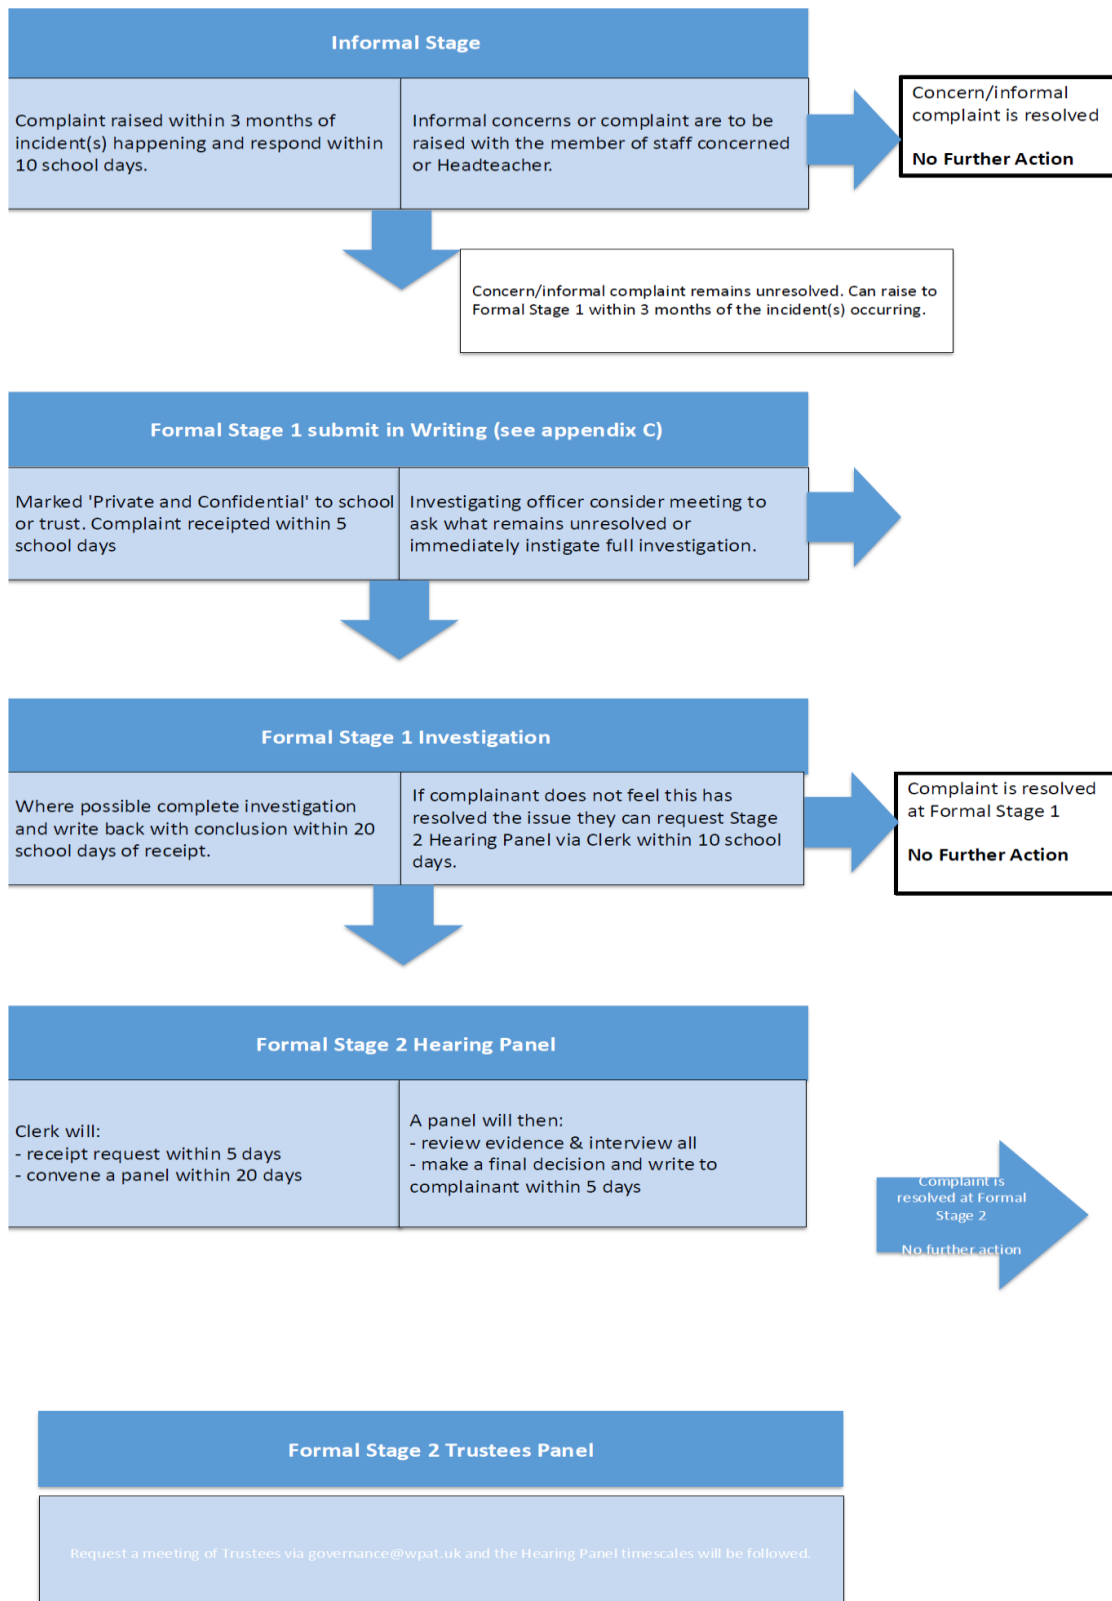 Informal Stage
Complaint raised within 3 months of
incident(s) happening and respond within
10 school days.
Informal concerns or complaint are to be
raised with the member of staff concerned
or Headteacher.
Concern/informal
complaint is resolved
No Further Action
Concern/informal complaint remains unresolved. Can raise to
Formal Stage 1 within 3 months of the incident(s) occurring.
Formal Stage 1 submit in Writing (see appendix C)
Marked 'Private and Confidential' to school
or trust. Complaint receipted within 5
school days
Investigating officer consider meeting to
ask what remains unresolved or
immediately instigate full investigation.
Formal Stage 1 Investigation
Where possible complete investigation
and write back with conclusion within 20
school days of receipt.
If complainant does not feel this has
resolved the issue they can request Stage
2 Hearing Panel via Clerk within 10 school
days.
Complaint is resolved
at Formal Stage 1
No Further Action
Formal Stage 2 Hearing Panel
Clerk will:
- receipt request within 5 days
- convene a panel within 20 days
A panel will then:
- review evidence & interview all
- make a final decision and write to
complainant within 5 days
Complaint is
resolved at Formal
Stage 2
No further action
Formal Stage 2 Trustees Panel
Request a meeting of Trustees via governance@wpat.uk and the Hearing Panel timescales will be followed.